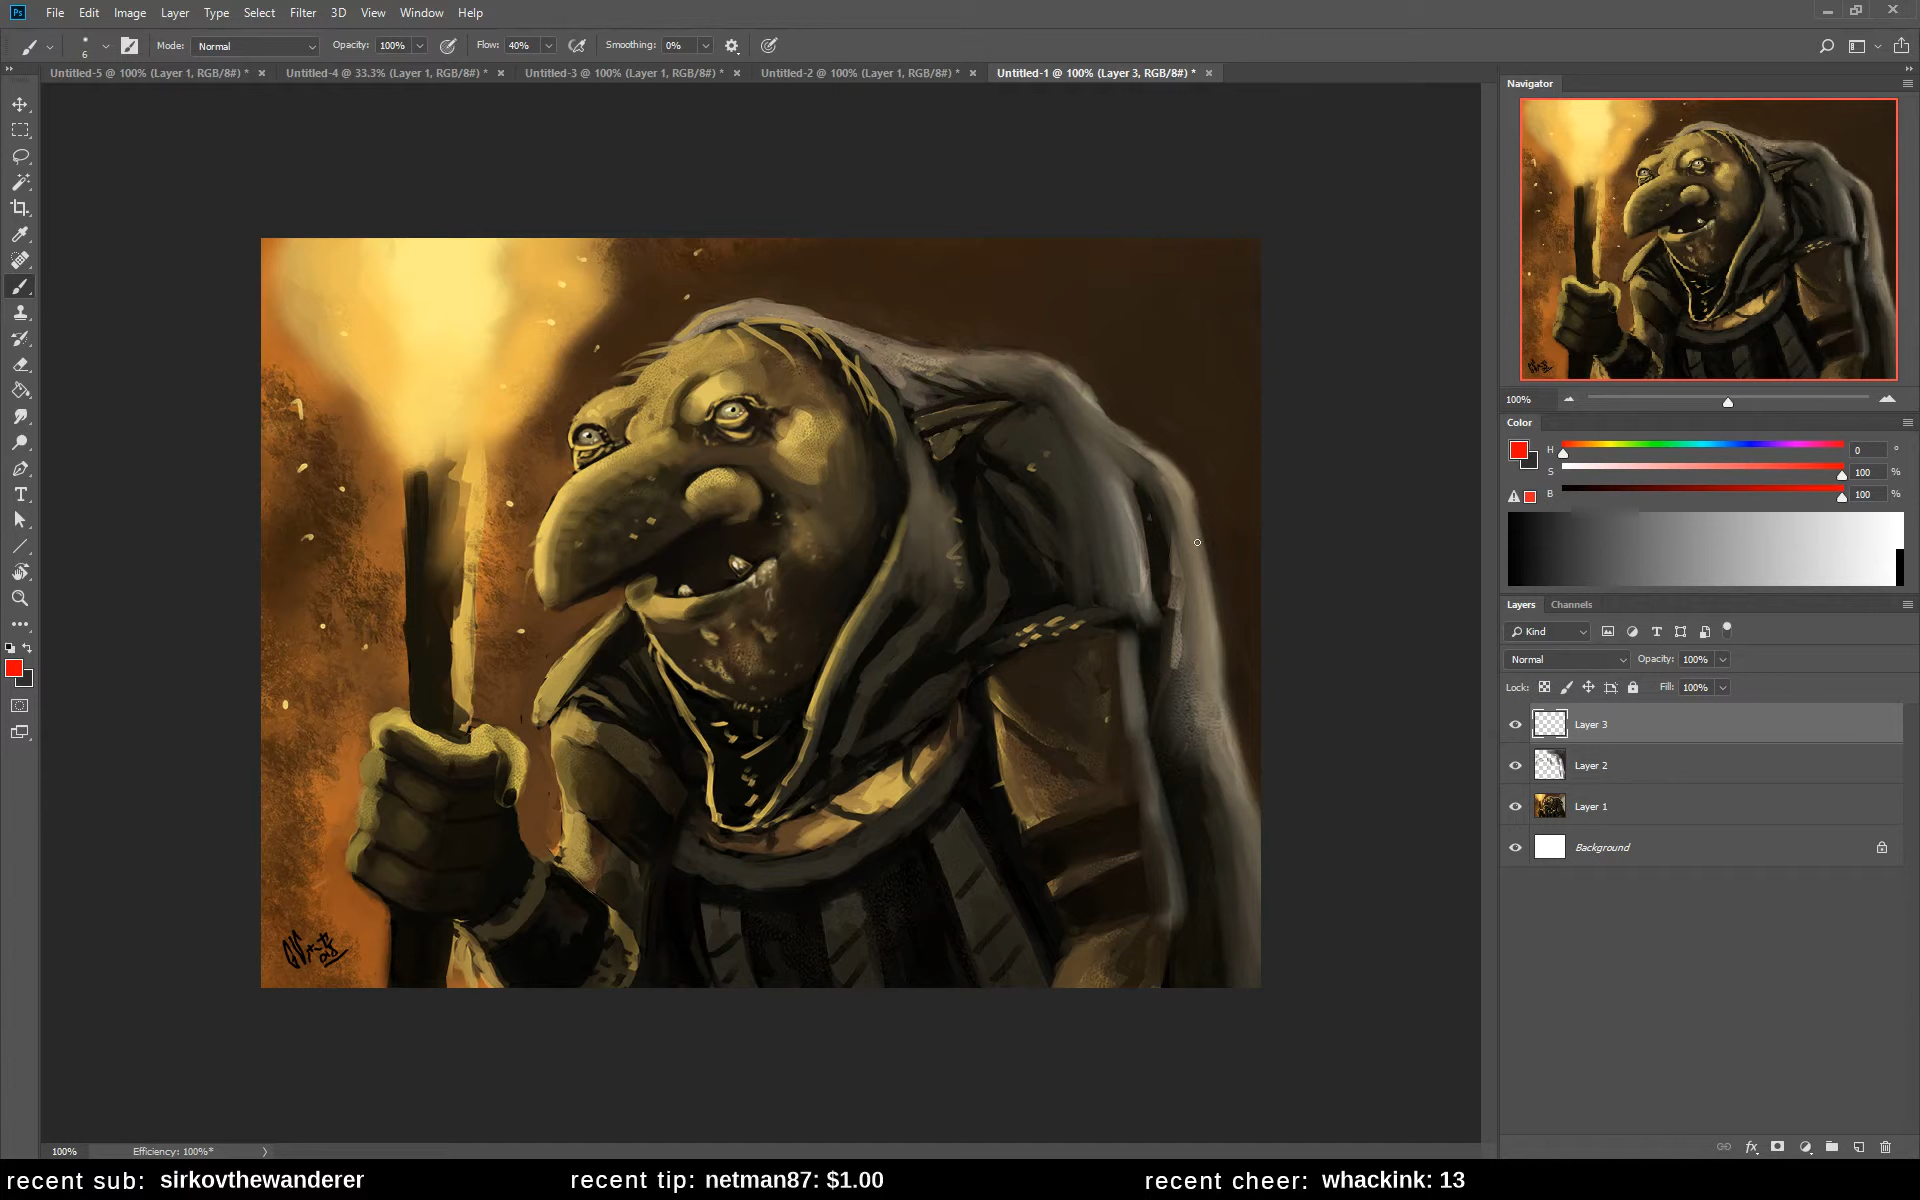 Ps File Edit Image Layer Type Select Filter 3D View Window Help
6 Mode: Normal Opacity: 100% Flow: 40% Smoothing: 0%
Untitled-5 @ 100% (Layer 1, RGB/8#) * Untitled-4 @ 33.3% (Layer 1, RGB/8#) * Untitled-3 @ 100% (Layer 1, RGB/8#) * Untitled-2 @ 100% (Layer 1, RGB/8#) * Untitled-1 @ 100% (Layer 3, RGB/8#) *
Navigator
100%
Color
H 0 °
S 100 %
B 100 %
Layers Channels
Kind
Normal Opacity: 100%
Lock: Fill: 100%
Layer 3
Layer 2
Layer 1
Background
fx
100% Efficiency: 100%*
recent sub: sirkovthewanderer recent tip: netman87: $1.00 recent cheer: whackink: 13